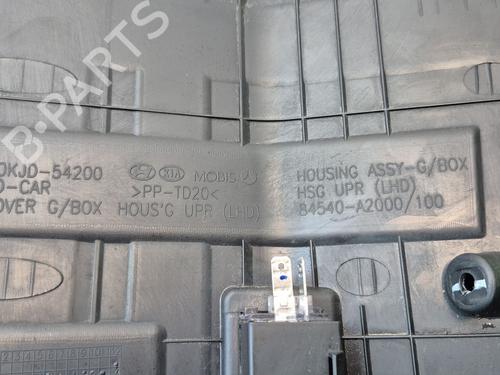 B-PARTS
0KJD-54200
D-CAR
OVER G/BOX
KIA MOBIS
>PP-TD20<
HOUS'G UPR (LHD)
HOUSING ASSY-G/BOX
HSG UPR (LHD)
84540-A2000/100